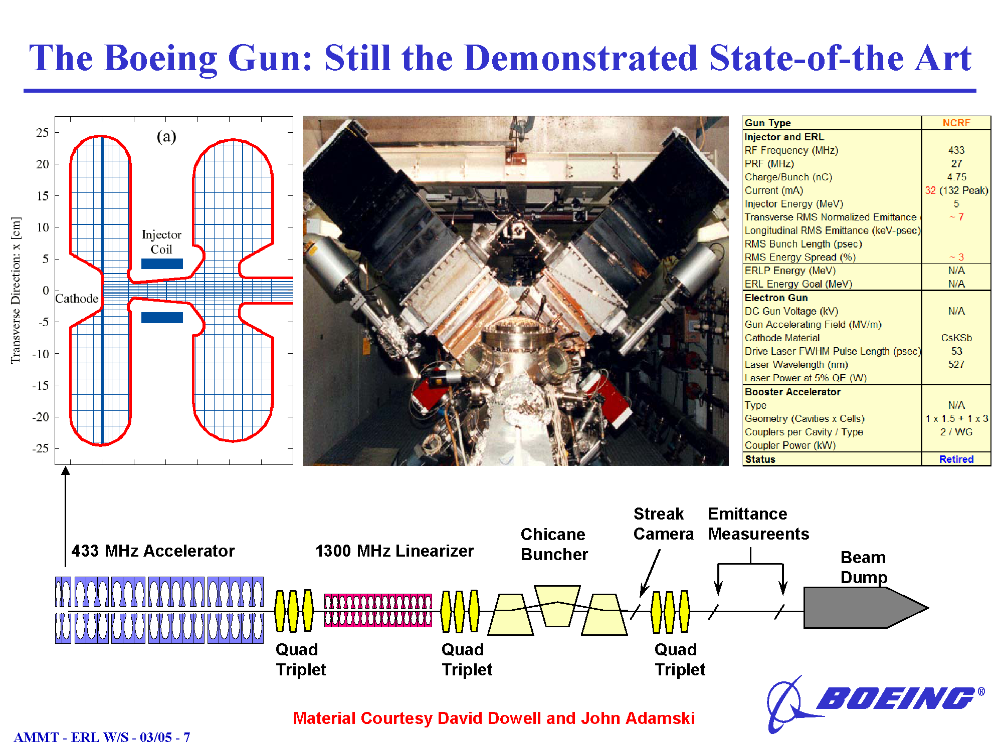 The Boeing Gun: Still the Demonstrated State-of-the Art
(a)
25
20
15
10
5
0
-5
-10
-15
-20
-25
Transverse Direction: x [cm]
Injector
Coil
Cathode
Gun Type NCRF
Injector and ERL
RF Frequency (MHz) 433
PRF (MHz) 27
Charge/Bunch (nC) 4.75
Current (mA) 32 (132 Peak)
Injector Energy (MeV) 5
Transverse RMS Normalized Emittance ~ 7
Longitudinal RMS Emittance (keV-psec)
RMS Bunch Length (psec)
RMS Energy Spread (%) ~ 3
ERLP Energy (MeV) N/A
ERL Energy Goal (MeV) N/A
Electron Gun
DC Gun Voltage (kV) N/A
Gun Accelerating Field (MV/m)
Cathode Material CsKSb
Drive Laser FWHM Pulse Length (psec) 53
Laser Wavelength (nm) 527
Laser Power at 5% QE (W)
Booster Accelerator
Type N/A
Geometry (Cavities x Cells) 1 x 1.5 + 1 x 3
Couplers per Cavity / Type 2 / WG
Coupler Power (kW)
Status Retired
433 MHz Accelerator
1300 MHz Linearizer
Chicane
Buncher
Streak
Camera
Emittance
Measureents
Beam
Dump
Quad
Triplet
Quad
Triplet
Quad
Triplet
BOEING®
Material Courtesy David Dowell and John Adamski
AMMT - ERL W/S - 03/05 - 7